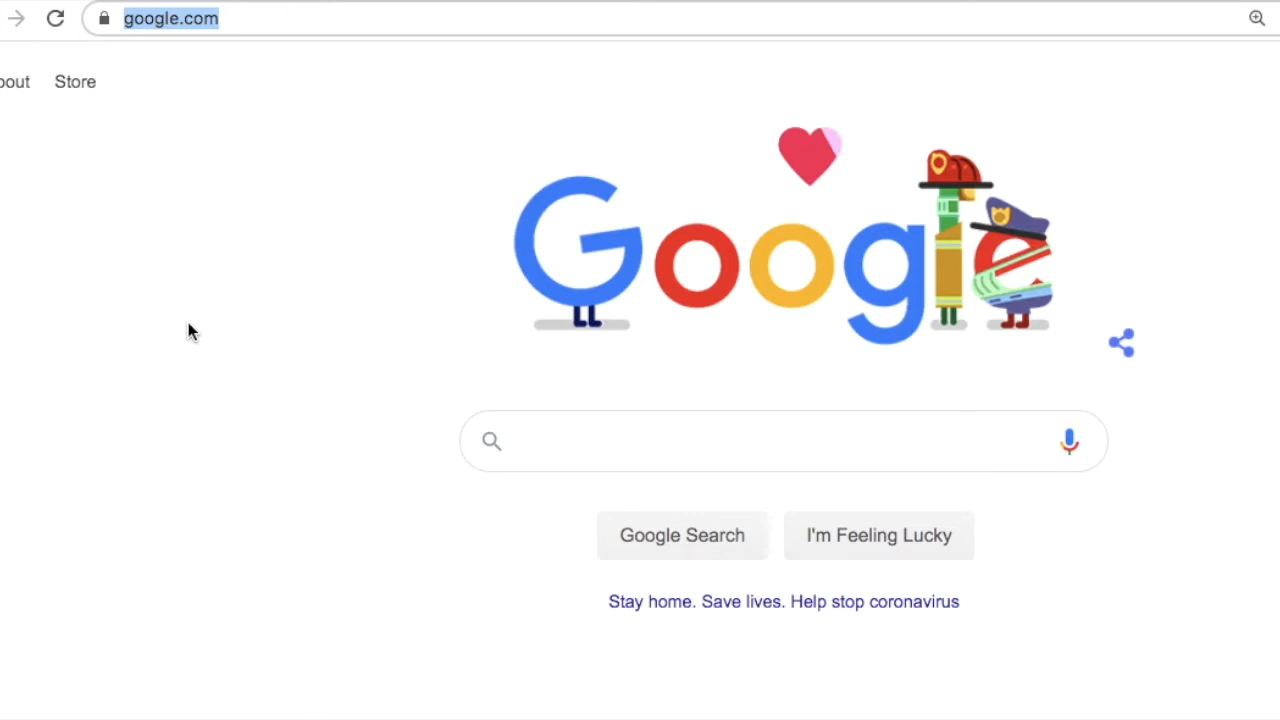 google.com
bout Store
Google
Google Search I'm Feeling Lucky
Stay home. Save lives. Help stop coronavirus